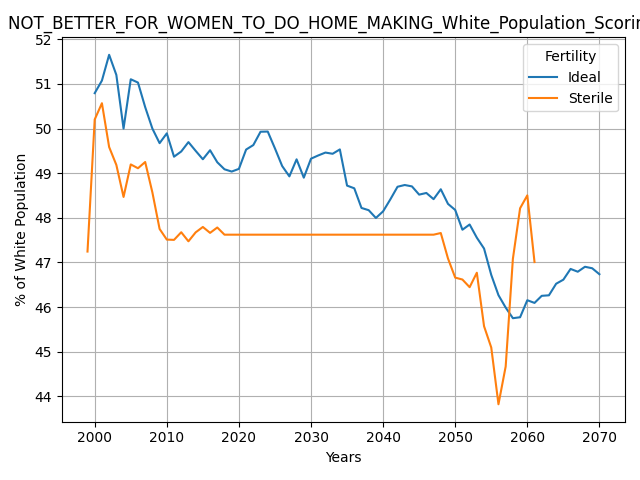 NOT_BETTER_FOR_WOMEN_TO_DO_HOME_MAKING_White_Population_Scorin
52
51
50
49
48
47
46
45
44
% of White Population
Fertility
Ideal
Sterile
2000 2010 2020 2030 2040 2050 2060 2070
Years